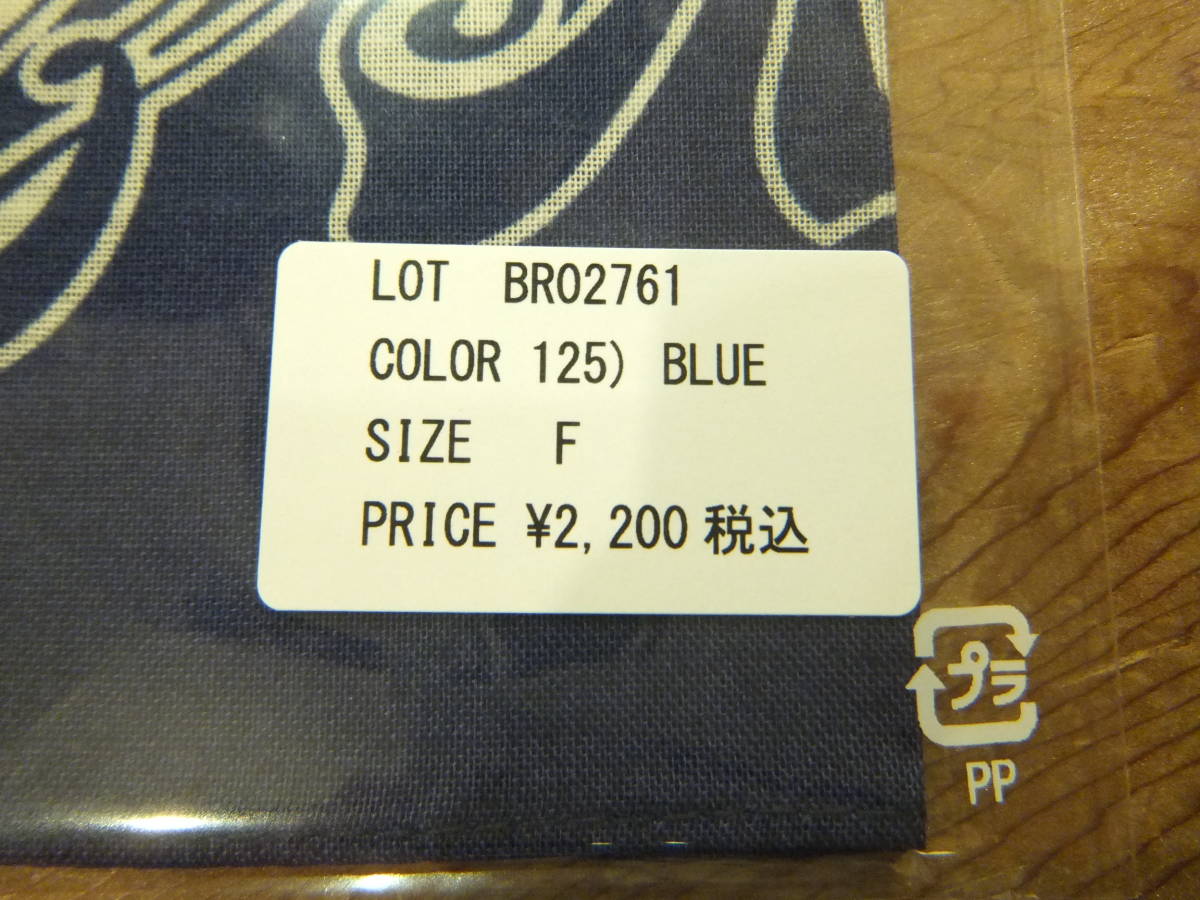 LOT BR02761
COLOR 125) BLUE
SIZE F
PRICE ¥2,200 税込
プラ
PP